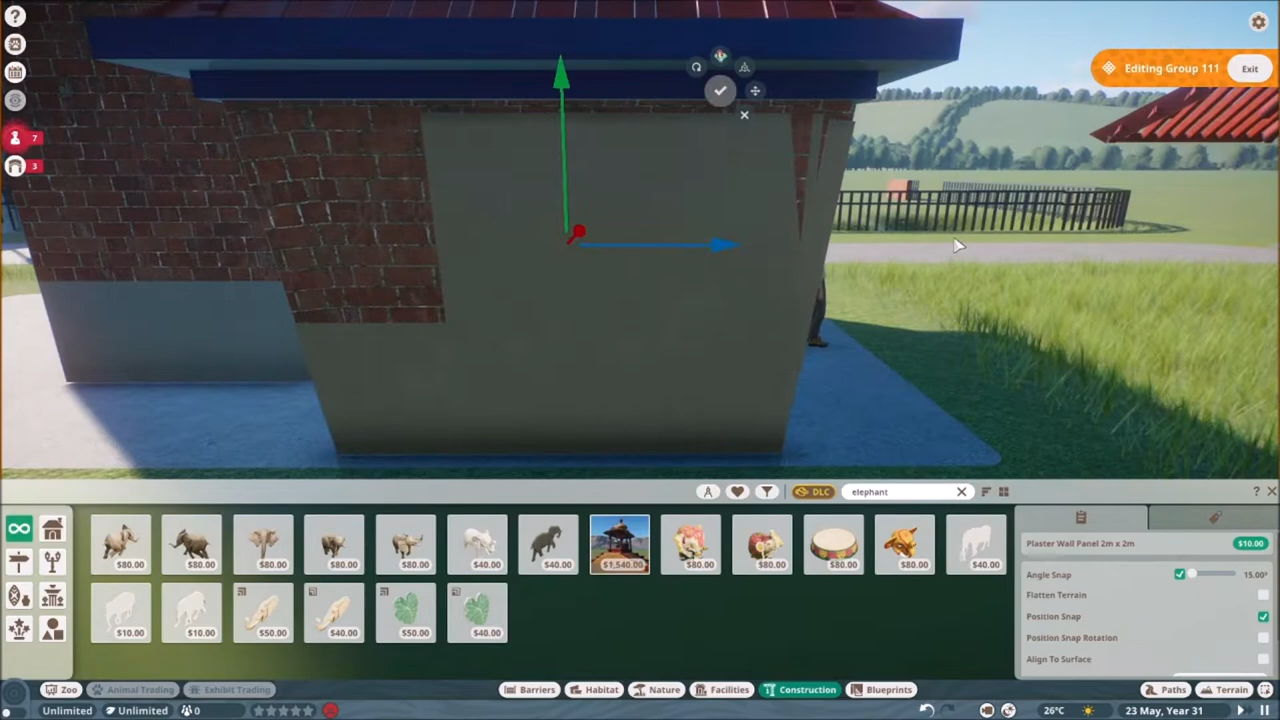 ?
Editing Group 111
Exit
7
3
DLC
elephant
?
$80.00
$80.00
$80.00
$80.00
$80.00
$40.00
$40.00
$1,540.00
$80.00
$80.00
$80.00
$80.00
$40.00
$10.00
$10.00
$50.00
$40.00
$50.00
$40.00
Plaster Wall Panel 2m x 2m
$10.00
Angle Snap
15.00°
Flatten Terrain
Position Snap
Position Snap Rotation
Align To Surface
Zoo
Animal Trading
Exhibit Trading
Barriers
Habitat
Nature
Facilities
Construction
Blueprints
Paths
Terrain
Unlimited
Unlimited
0
26°C
23 May, Year 31